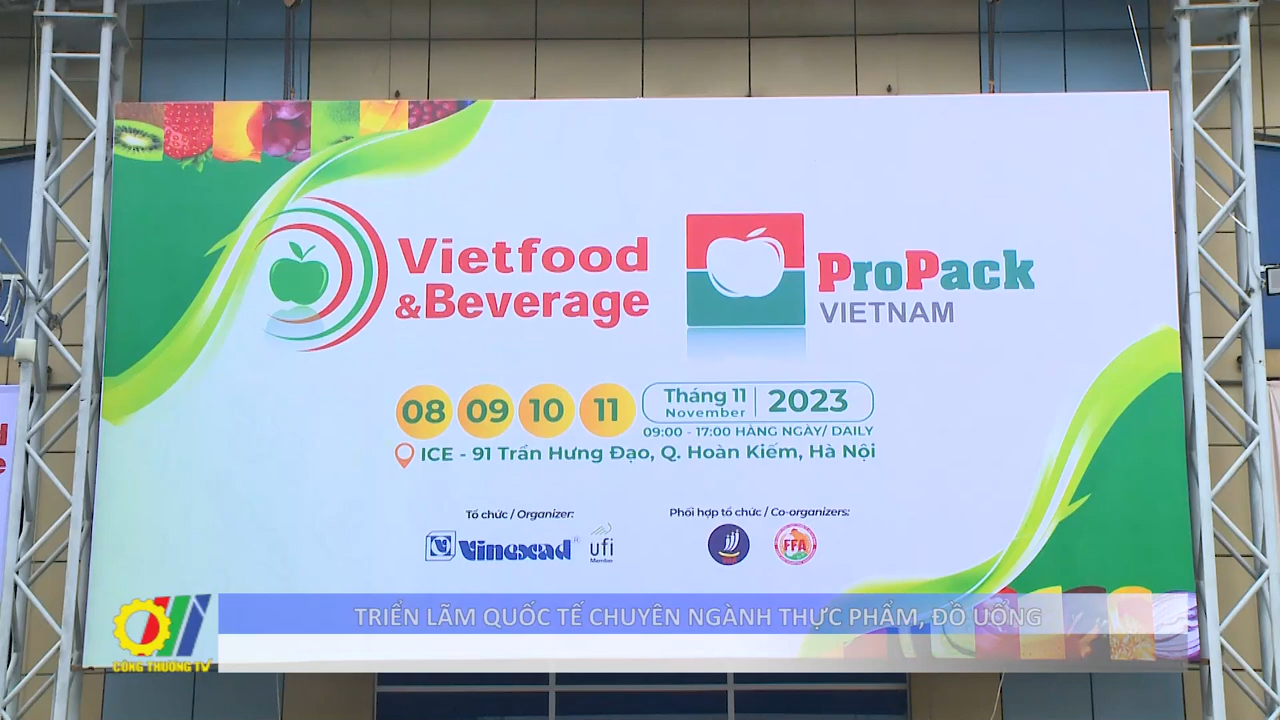 Vietfood
&Beverage
ProPack
VIETNAM
08 09 10 11
Tháng 11
November
2023
09:00 - 17:00 HÀNG NGÀY/ DAILY
ICE - 91 Trần Hưng Đạo, Q. Hoàn Kiếm, Hà Nội
Tổ chức / Organizer:
Phối hợp tổ chức / Co-organizers:
Vinexad
ufi
Member
FFA
TRIỂN LÃM QUỐC TẾ CHUYÊN NGÀNH THỰC PHẨM, ĐỒ UỐNG
CÔNG THƯƠNG TV